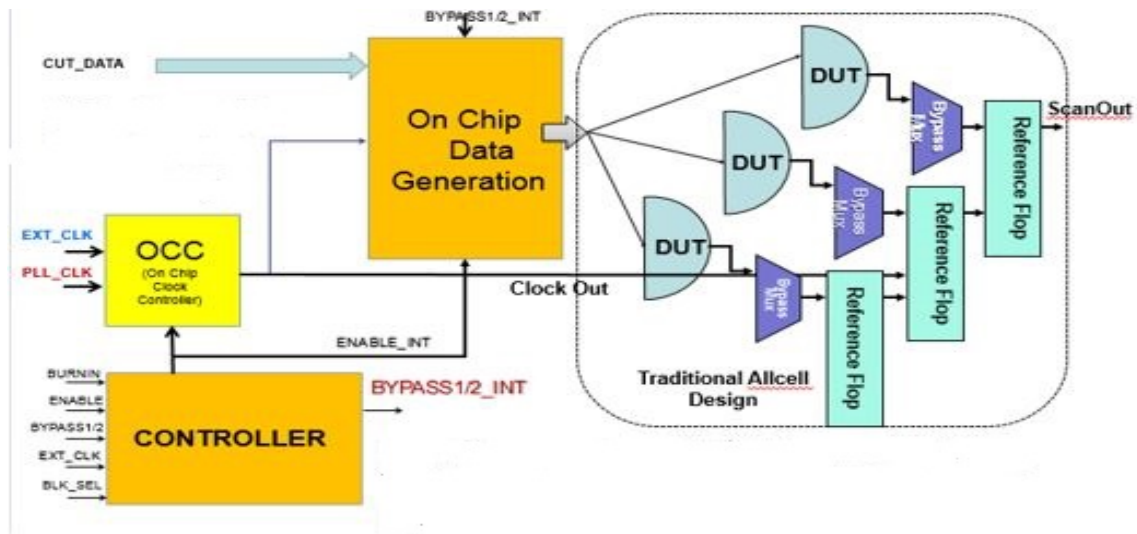 BYPASS1/2_INT
CUT_DATA
On Chip
Data
Generation
DUT
Bypass
Mux
Reference Flop
ScanOut
DUT
Bypass
Mux
Reference Flop
DUT
Bypass
Mux
Reference Flop
EXT_CLK
PLL_CLK
OCC
(On Chip
Clock
Controller)
Clock Out
ENABLE_INT
BURNIN
ENABLE
BYPASS1/2
EXT_CLK
BLK_SEL
CONTROLLER
BYPASS1/2_INT
Traditional Allcell
Design